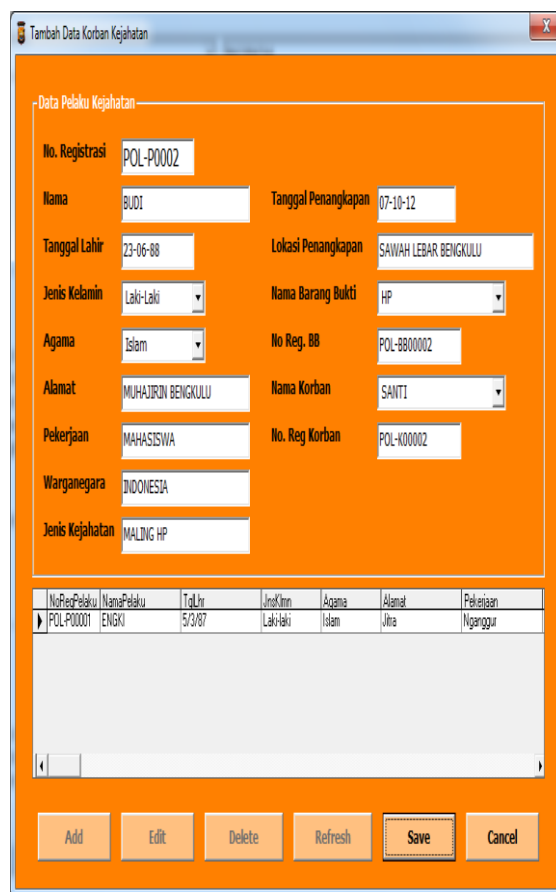 Tambah Data Korban Kejahatan
X
Data Pelaku Kejahatan
No. Registrasi POL-P0002
Nama BUDI Tanggal Penangkapan 07-10-12
Tanggal Lahir 23-06-88 Lokasi Penangkapan SAWAH LEBAR BENGKULU
Jenis Kelamin Laki-Laki Nama Barang Bukti HP
Agama Islam No Reg. BB POL-BB00002
Alamat MUHAJIRIN BENGKULU Nama Korban SANTI
Pekerjaan MAHASISWA No. Reg Korban POL-K00002
Warganegara INDONESIA
Jenis Kejahatan MALING HP
NoRegPelaku NamaPelaku TglLhr JnsKlmn Agama Alamat Pekerjaan
POL-P00001 ENGKI 5/3/87 Laki-laki Islam Jitra Nganggur
Add Edit Delete Refresh Save Cancel